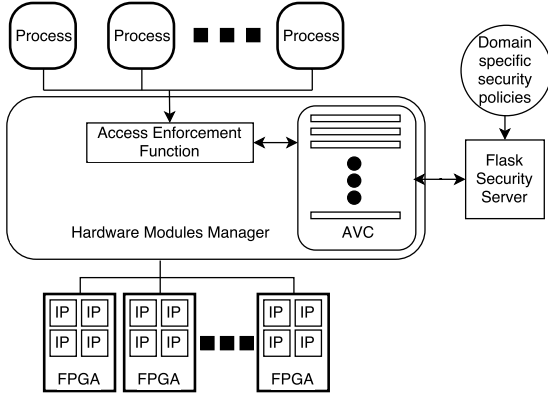 Process
Process
Process
Domain
specific
security
policies
Access Enforcement
Function
Flask
Security
Server
Hardware Modules Manager
AVC
IP IP
IP IP
FPGA
IP IP
IP IP
FPGA
IP IP
IP IP
FPGA